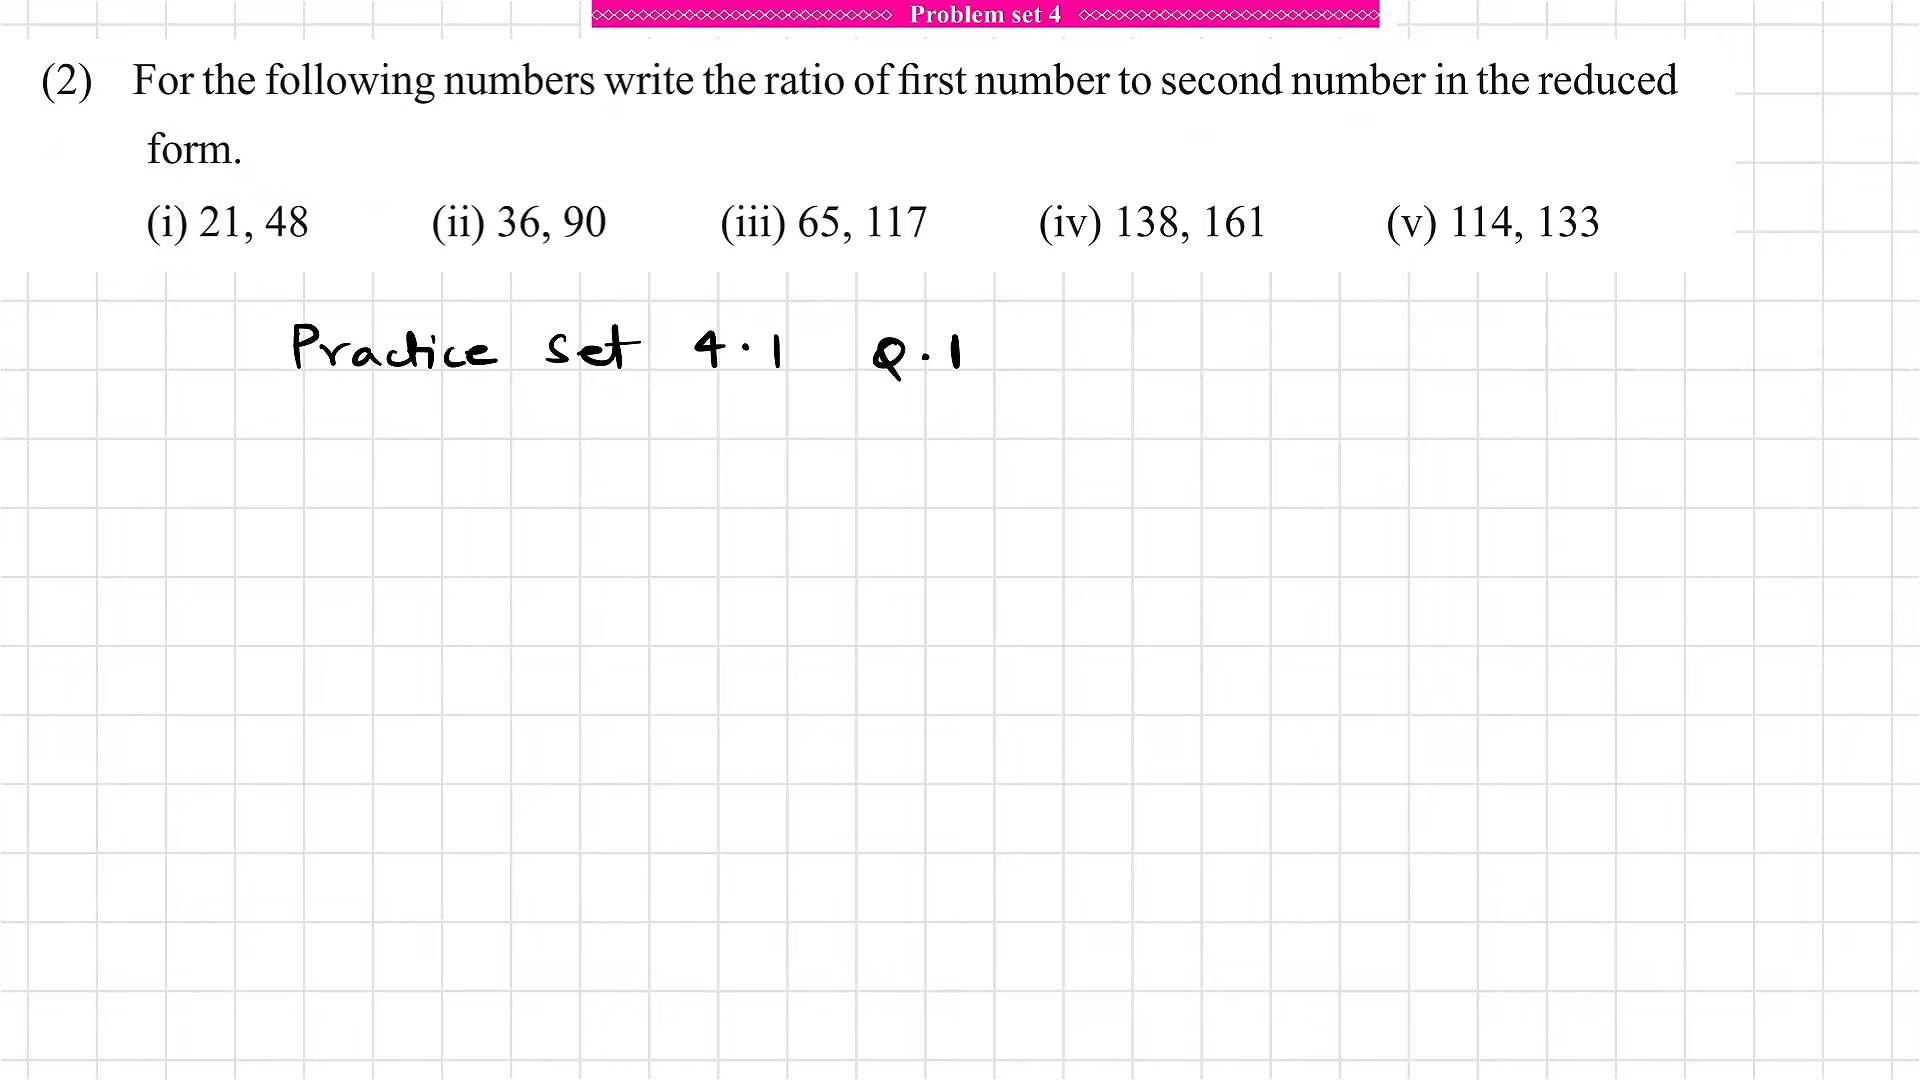 Problem set 4
(2) For the following numbers write the ratio of first number to second number in the reduced
form.
(i) 21, 48 (ii) 36, 90 (iii) 65, 117 (iv) 138, 161 (v) 114, 133
Practice set 4.1 Q.1